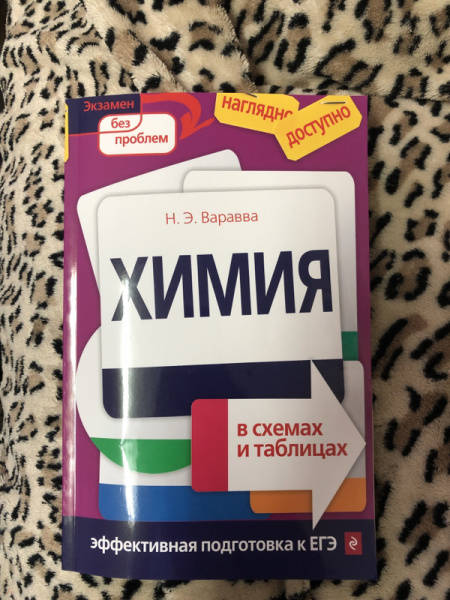 Экзамен
без
проблем
наглядно
доступно
Н. Э. Варавва
ХИМИЯ
в схемах
и таблицах
эффективная подготовка к ЕГЭ